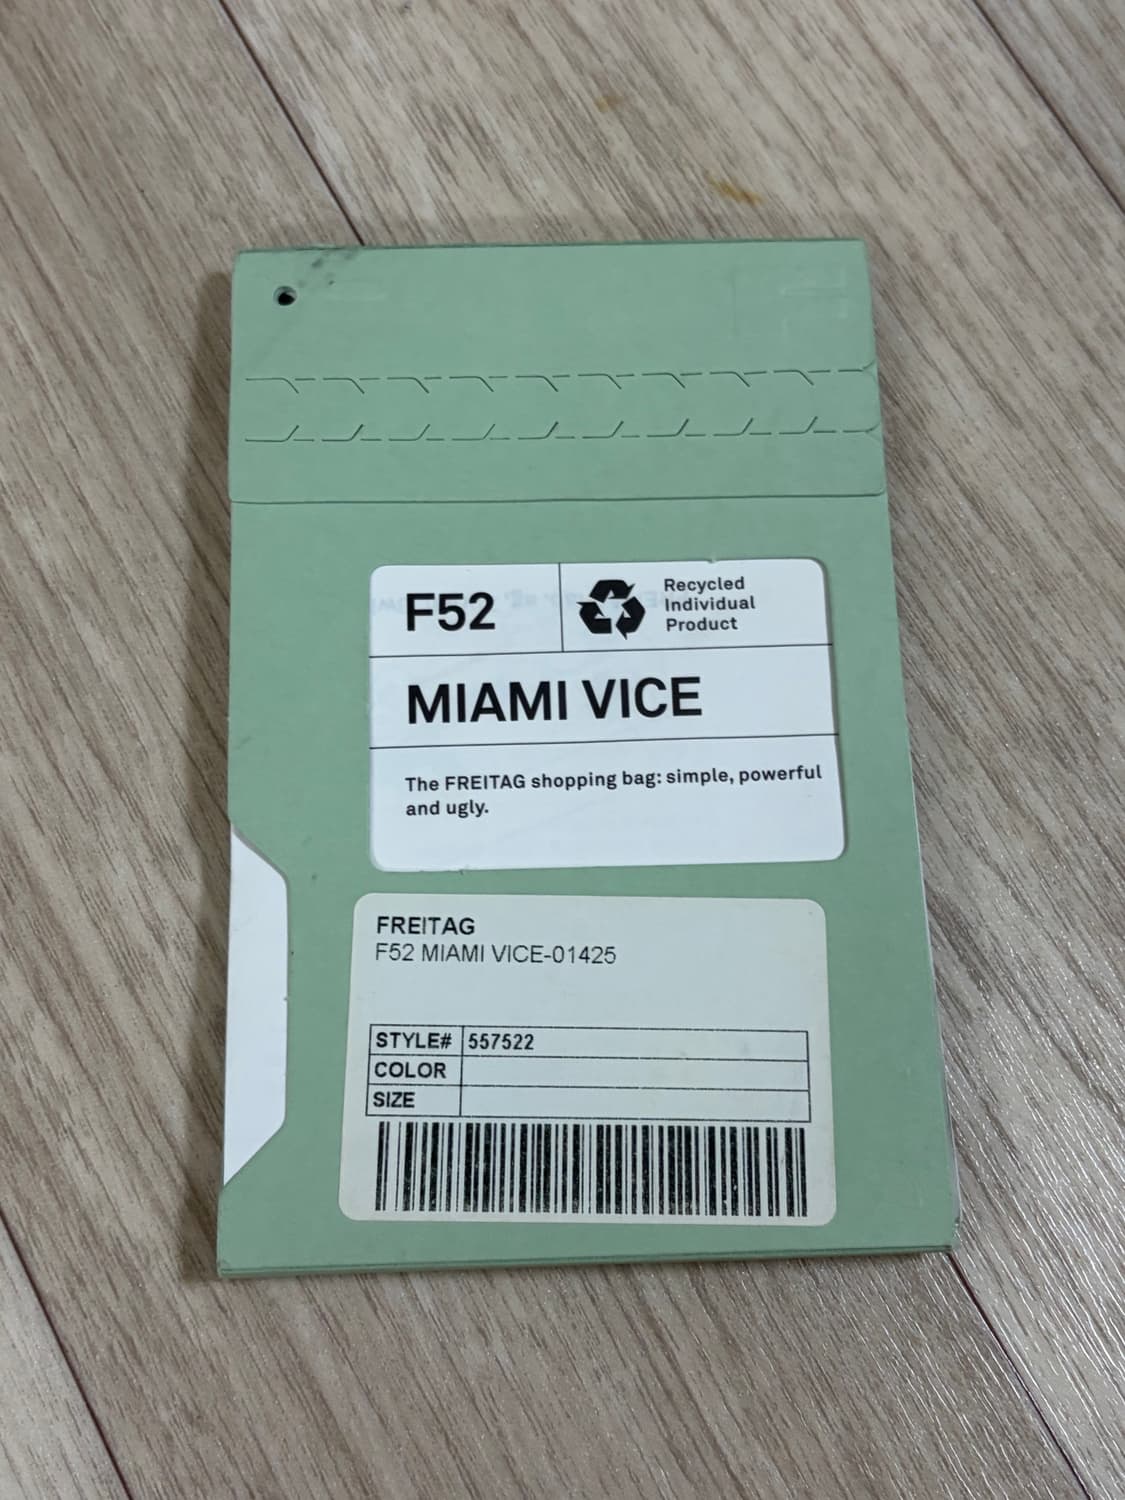 F52
Recycled
Individual
Product
MIAMI VICE
The FREITAG shopping bag: simple, powerful
and ugly.
FREITAG
F52 MIAMI VICE-01425
STYLE# 557522
COLOR
SIZE